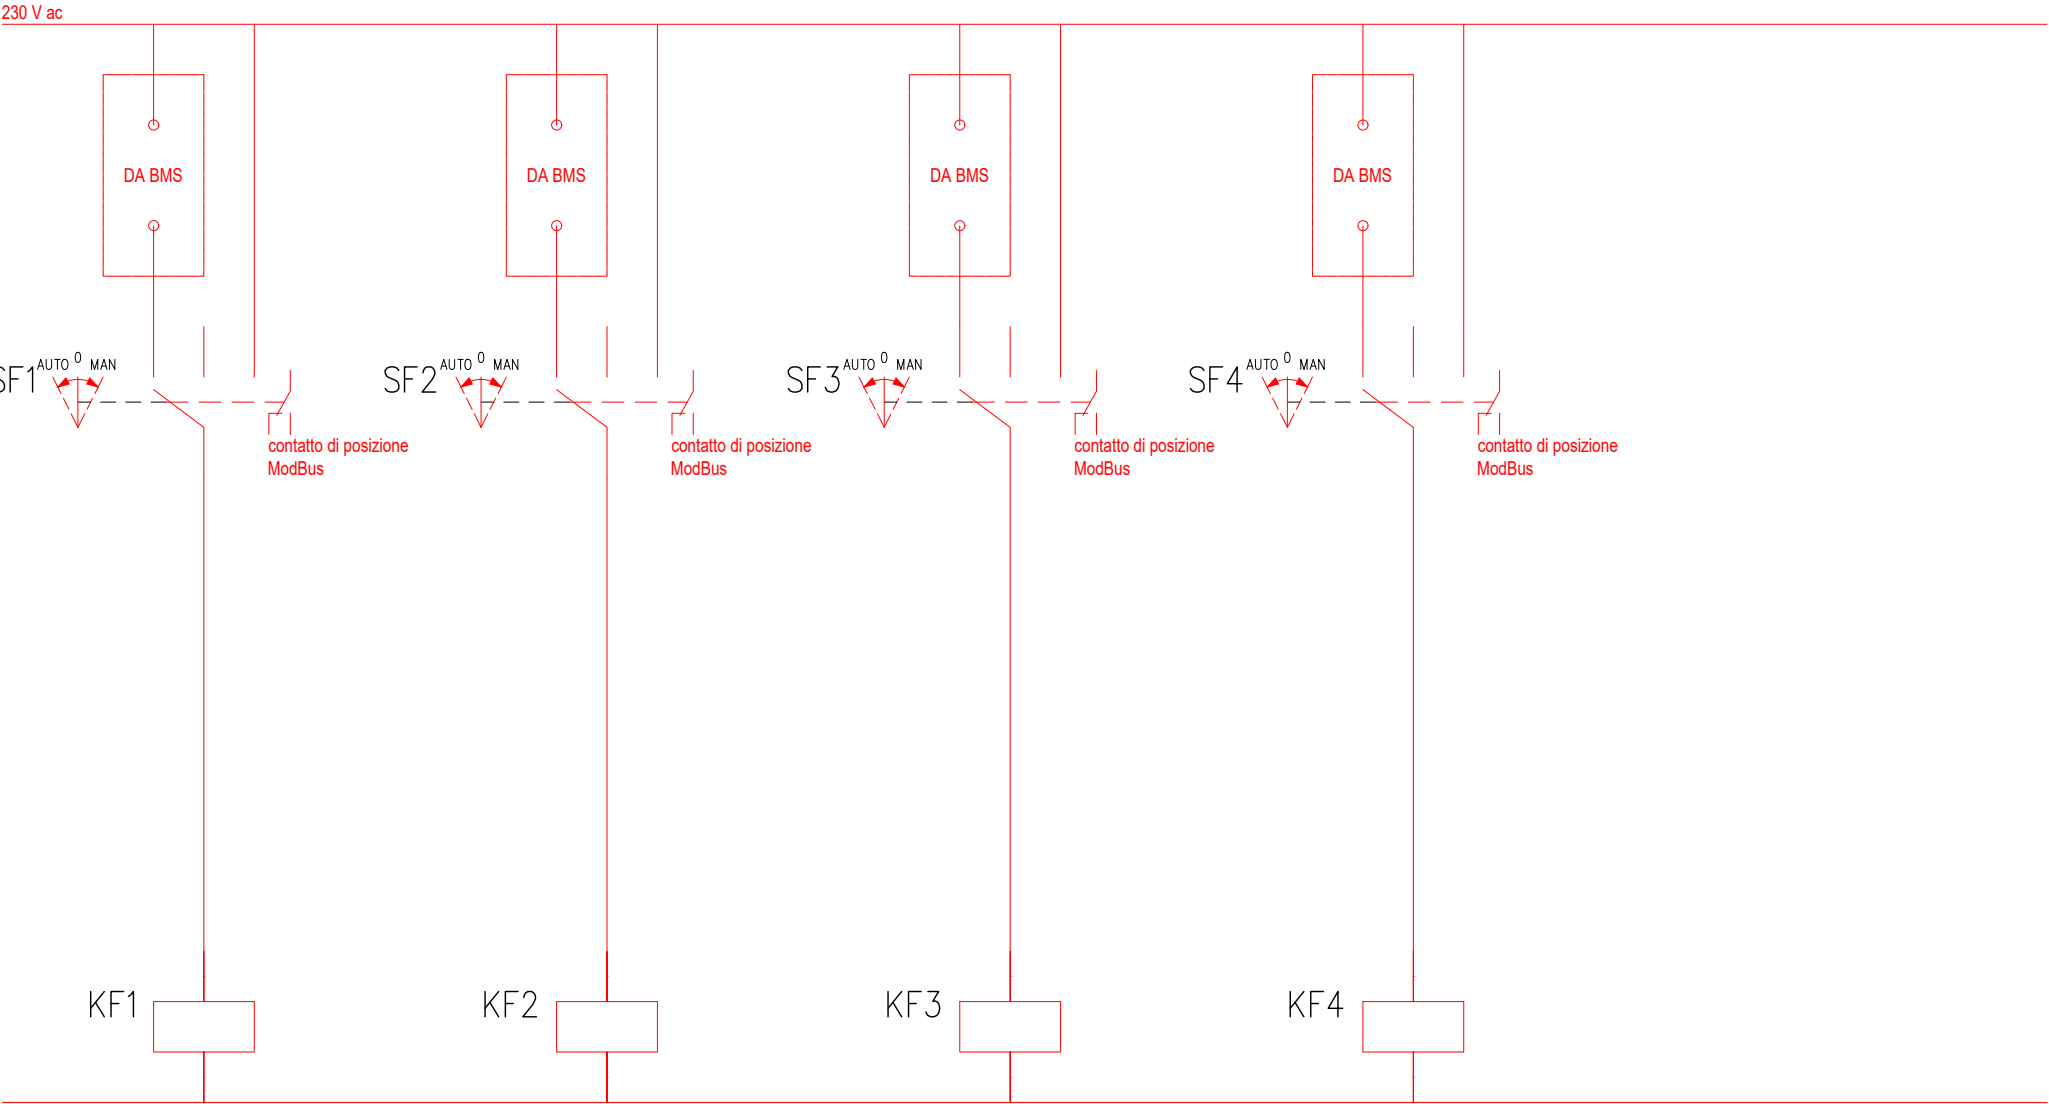 230 V ac
DA BMS
DA BMS
DA BMS
DA BMS
SF1 AUTO 0 MAN
SF2 AUTO 0 MAN
SF3 AUTO 0 MAN
SF4 AUTO 0 MAN
contatto di posizione
ModBus
contatto di posizione
ModBus
contatto di posizione
ModBus
contatto di posizione
ModBus
KF1
KF2
KF3
KF4